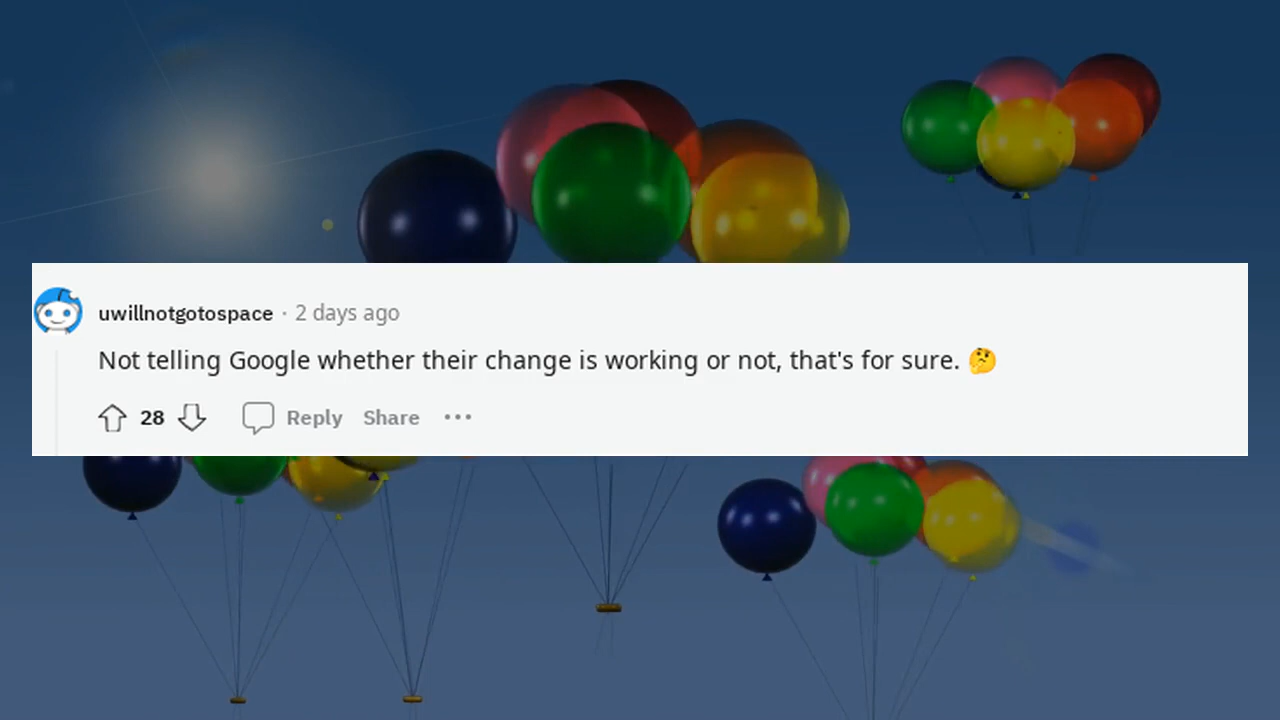 uwillnotgotospace · 2 days ago
Not telling Google whether their change is working or not, that's for sure. 🤔
28 Reply Share ···